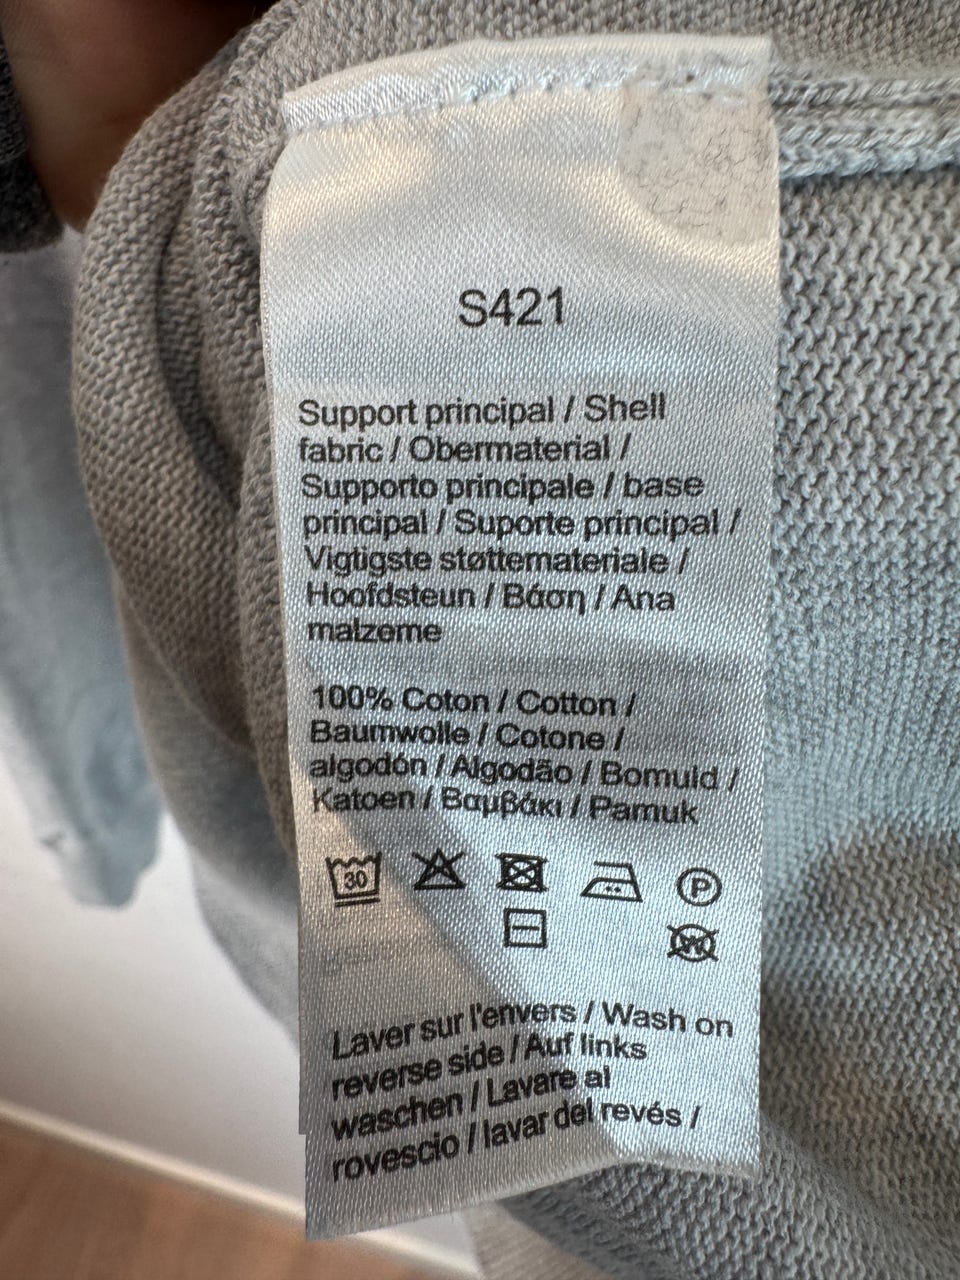 S421
Support principal / Shell
fabric / Obermaterial /
Supporto principale / base
principal / Suporte principal /
Vigtigste støttemateriale /
Hoofdsteun / Βάση / Ana
malzeme
100% Coton / Cotton /
Baumwolle / Cotone /
algodón / Algodão / Bomuld /
Katoen / Βαμβάκι / Pamuk
30 P
W
Laver sur l'envers / Wash on
reverse side / Auf links
waschen / Lavare al
rovescio / lavar del revés /